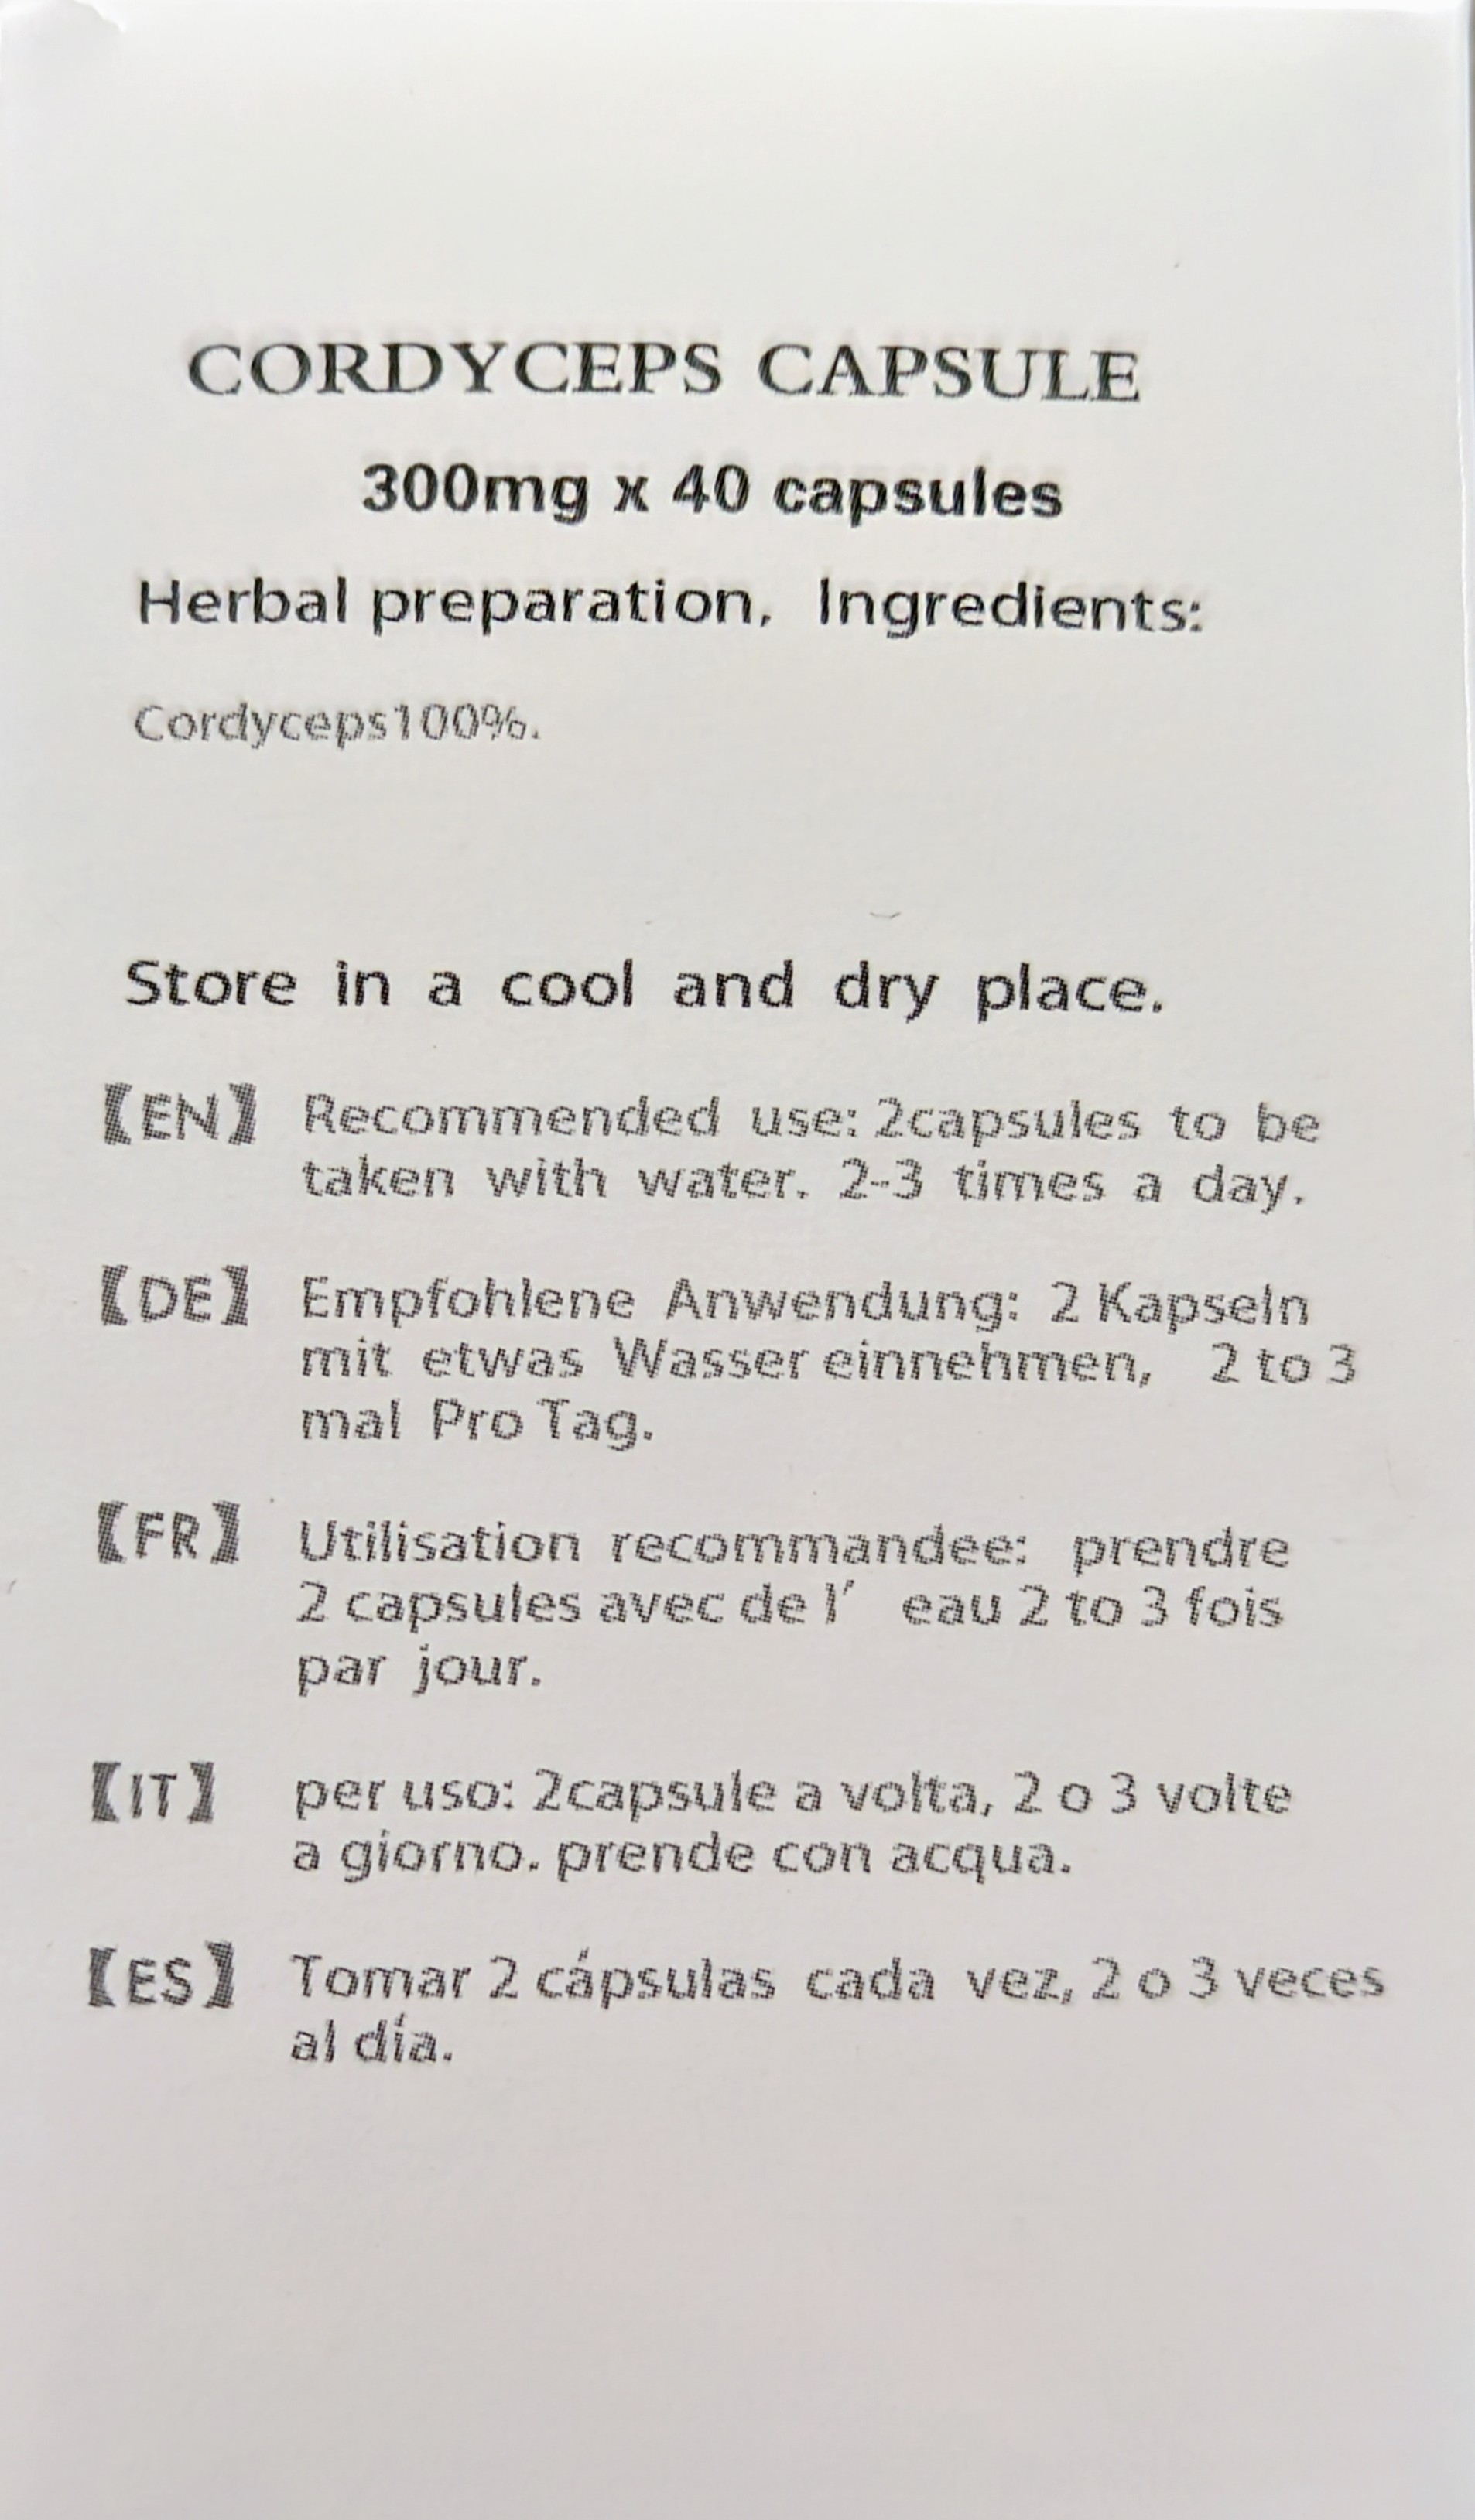 CORDYCEPS CAPSULE
300mg x 40 capsules
Herbal preparation, Ingredients:
Cordyceps100%.
Store in a cool and dry place.
【EN】 Recommended use: 2capsules to be
taken with water. 2-3 times a day.
【DE】 Empfohlene Anwendung: 2 Kapseln
mit etwas Wasser einnehmen, 2 to 3
mal Pro Tag.
【FR】 Utilisation recommandee: prendre
2 capsules avec de l′ eau 2 to 3 fois
par jour.
【IT】 per uso: 2capsule a volta, 2 o 3 volte
a giorno. prende con acqua.
【ES】 Tomar 2 cápsulas cada vez, 2 o 3 veces
al día.